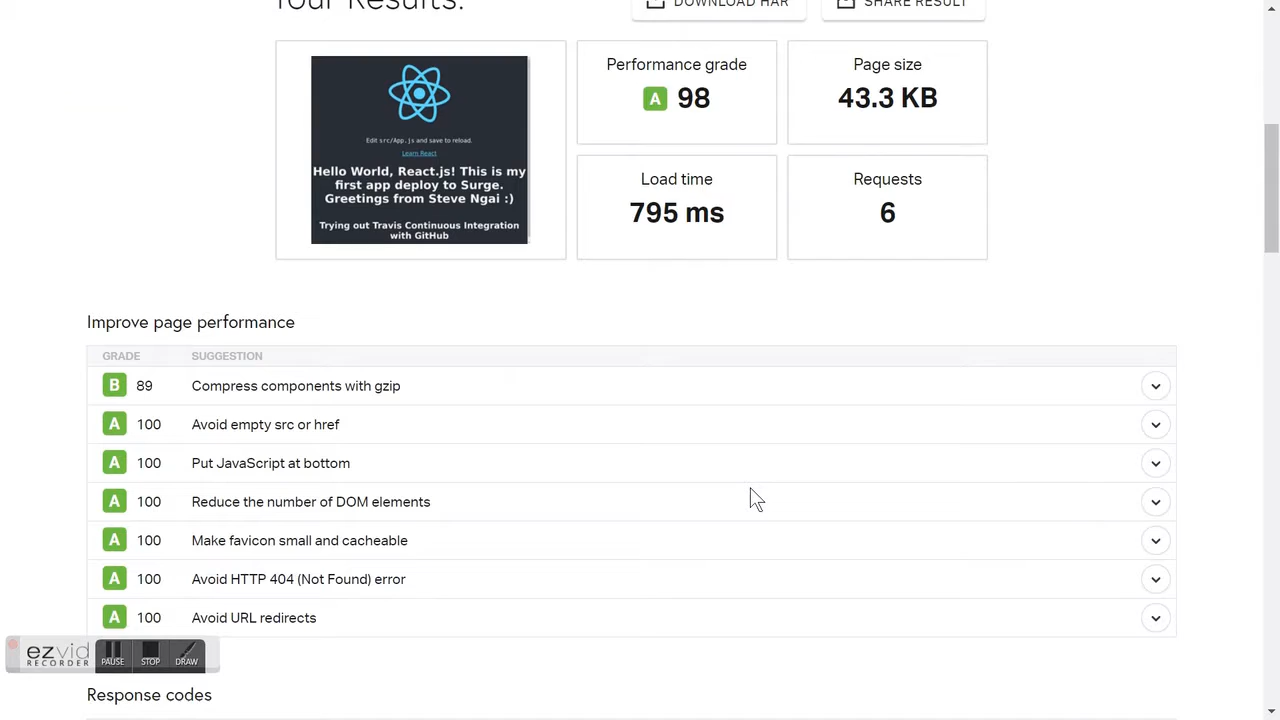 Your Results:
DOWNLOAD HAR
SHARE RESULT
Edit src/App.js and save to reload.
Learn React
Hello World, React.js! This is my
first app deploy to Surge.
Greetings from Steve Ngai :)
Trying out Travis Continuous Integration
with GitHub
Performance grade
A 98
Page size
43.3 KB
Load time
795 ms
Requests
6
Improve page performance
GRADE SUGGESTION
B 89 Compress components with gzip
A 100 Avoid empty src or href
A 100 Put JavaScript at bottom
A 100 Reduce the number of DOM elements
A 100 Make favicon small and cacheable
A 100 Avoid HTTP 404 (Not Found) error
A 100 Avoid URL redirects
ezvid
RECORDER
PAUSE STOP DRAW
Response codes